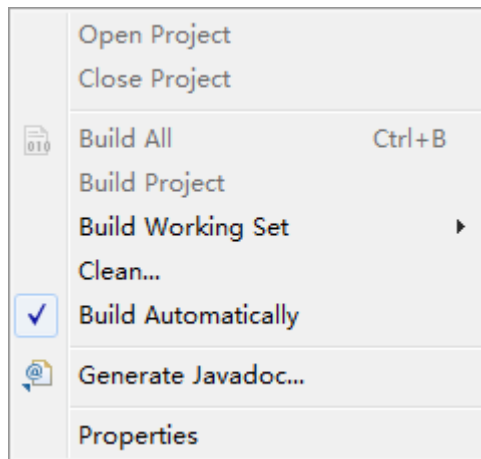 Open Project
Close Project
Build All Ctrl+B
Build Project
Build Working Set
Clean...
Build Automatically
Generate Javadoc...
Properties